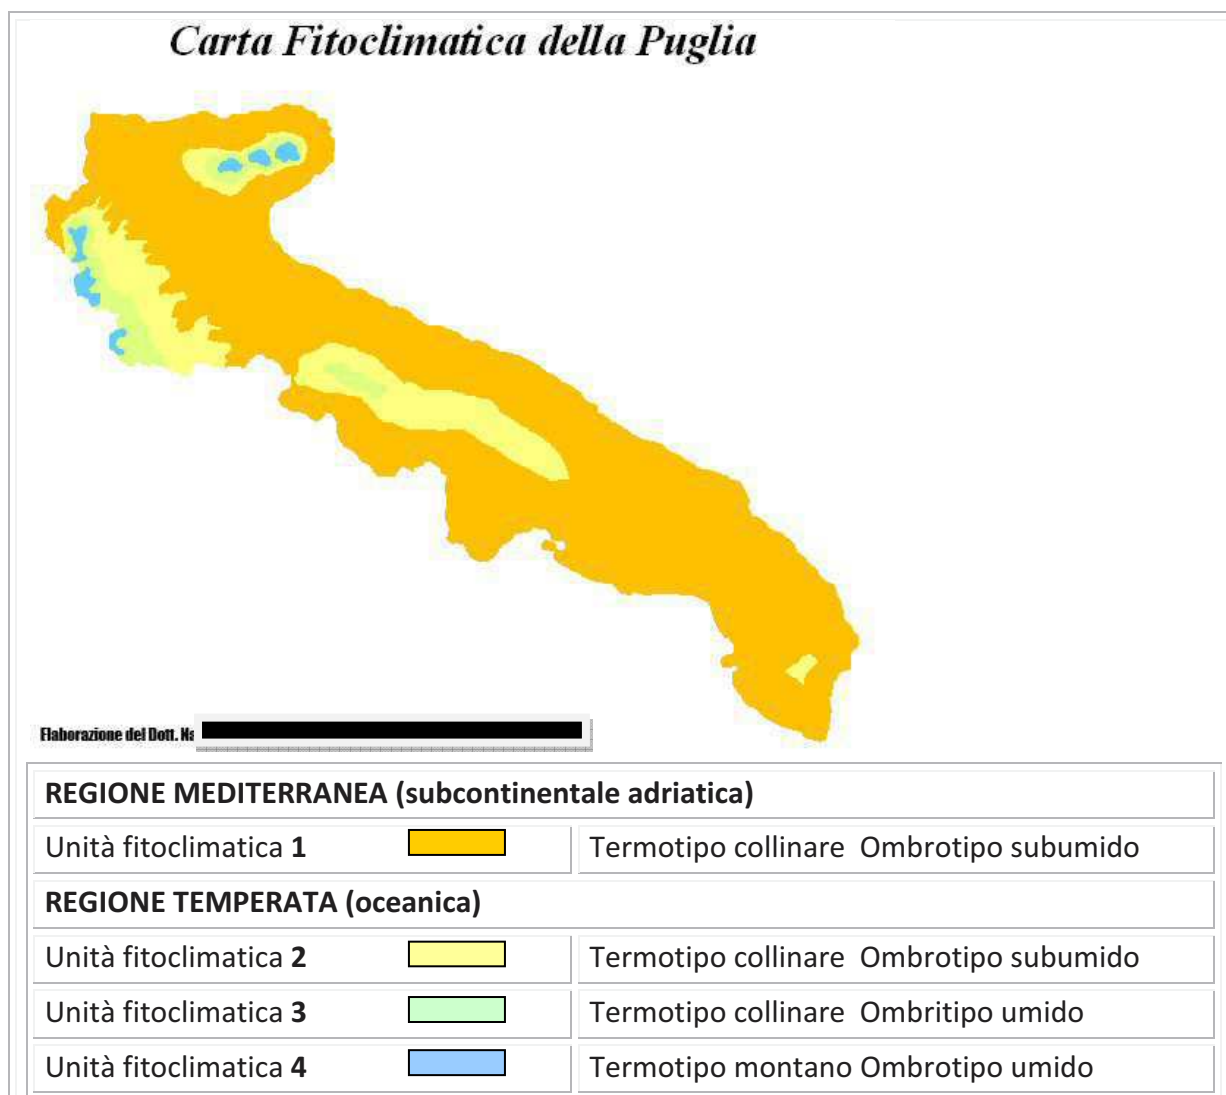 Carta Fitoclimatica della Puglia
Elaborazione del Dott.
REGIONE MEDITERRANEA (subcontinentale adriatica)
Unità fitoclimatica 1 Termotipo collinare Ombrotipo subumido
REGIONE TEMPERATA (oceanica)
Unità fitoclimatica 2 Termotipo collinare Ombrotipo subumido
Unità fitoclimatica 3 Termotipo collinare Ombritipo umido
Unità fitoclimatica 4 Termotipo montano Ombrotipo umido